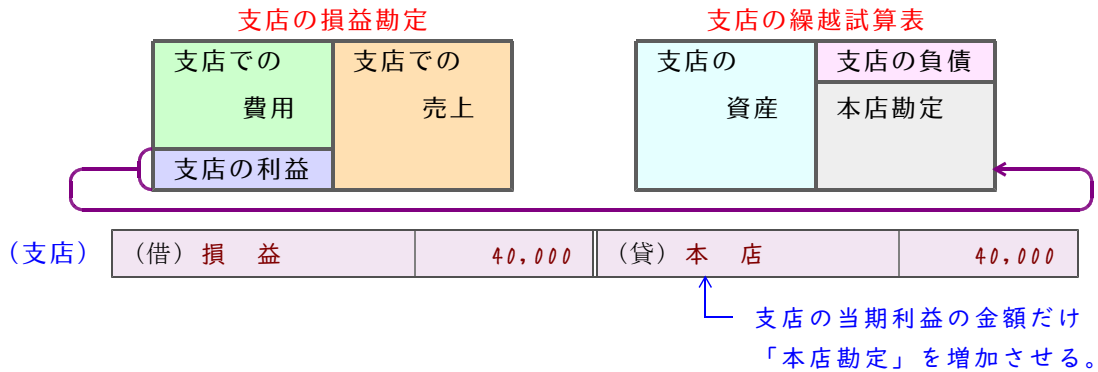 支店の損益勘定
支店の繰越試算表
支店での
費用
支店での
売上
支店の利益
支店の
資産
支店の負債
本店勘定
(支店) (借) 損 益 40,000 (貸) 本 店 40,000
支店の当期利益の金額だけ
「本店勘定」を増加させる。